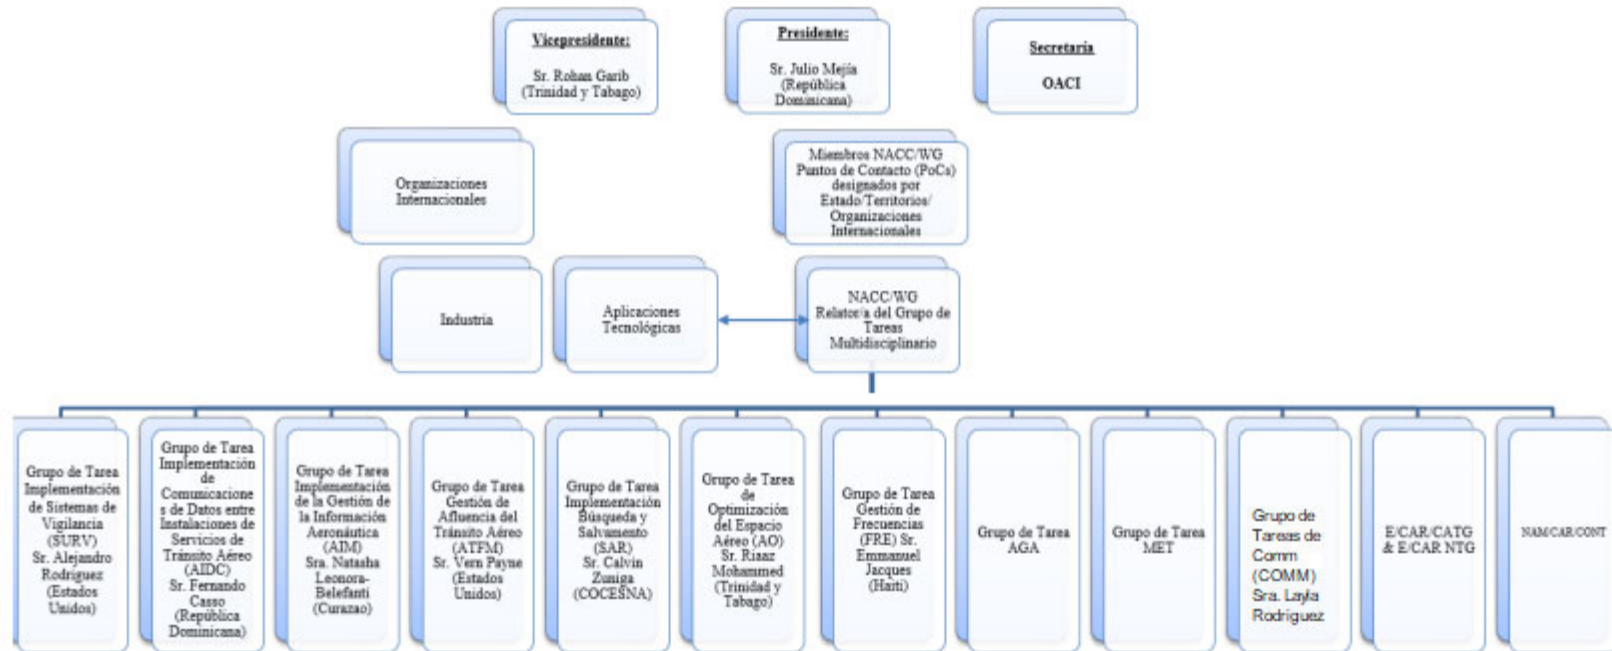 Vicepresidente:
Sr. Rohan Garib
(Trinidad y Tabago)
Presidente:
Sr. Julio Mejía
(República
Dominicana)
Secretaría
OACI
Organizaciones
Internacionales
Miembros NACC/WG
Puntos de Contacto (PoCs)
designados por
Estado/Territorios/
Organizaciones
Internacionales
Industria
Aplicaciones
Tecnológicas
NACC/WG
Relator/a del Grupo de
Tareas
Multidisciplinario
Grupo de Tarea
Implementación
de Sistemas de
Vigilancia
(SURV)
Sr. Alejandro
Rodriguez
(Estados
Unidos)
Grupo de Tarea
Implementación
de
Comunicacione
s de Datos entre
Instalaciones de
Servicios de
Tránsito Aéreo
(AIDC)
Sr. Fernando
Casso
(República
Dominicana)
Grupo de Tarea
Implementación
de la Gestión de
la Información
Aeronáutica
(AIM)
Sra. Natasha
Leonora-
Belefanti
(Curazao)
Grupo de Tarea
Gestión de
Afluencia del
Tránsito Aéreo
(ATFM)
Sr. Vern Payne
(Estados
Unidos)
Grupo de Tarea
Implementación
Búsqueda y
Salvamento
(SAR)
Sr. Calvin
Zuniga
(COCESNA)
Grupo de Tarea
de
Optimización
del Espacio
Aéreo (AO)
Sr. Riaaz
Mohammed
(Trinidad y
Tabago)
Grupo de Tarea
Gestión de
Frecuencias
(FRE) Sr.
Emmanuel
Jacques
(Haití)
Grupo de Tarea
AGA
Grupo de Tarea
MET
Grupo de
Tareas de
Comm
(COMM)
Sra. Layla
Rodriguez
E/CAR/CATG
& E/CAR NTG
NAM/CAR/CONT